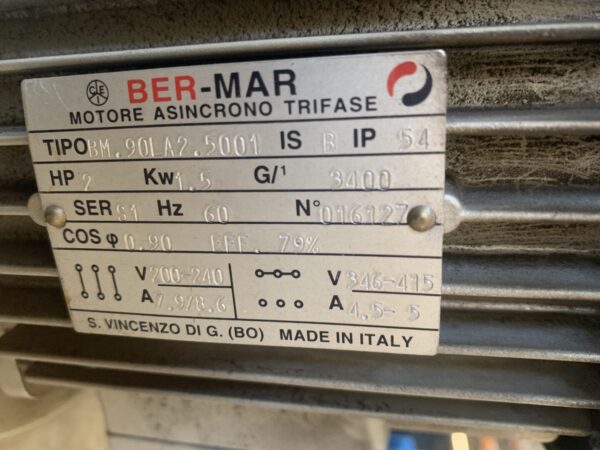 CLE BER-MAR
MOTORE ASINCRONO TRIFASE
TIPO BM.90LA2.5001 IS B IP 54
HP 2 Kw 1.5 G/¹ 3400
SER S1 Hz 60 N° 016127
COS φ 0.90 EFF. 79%
V 200-240 V 346-415
A 7.9/8.6 A 4.5-5
S. VINCENZO DI G. (BO) MADE IN ITALY